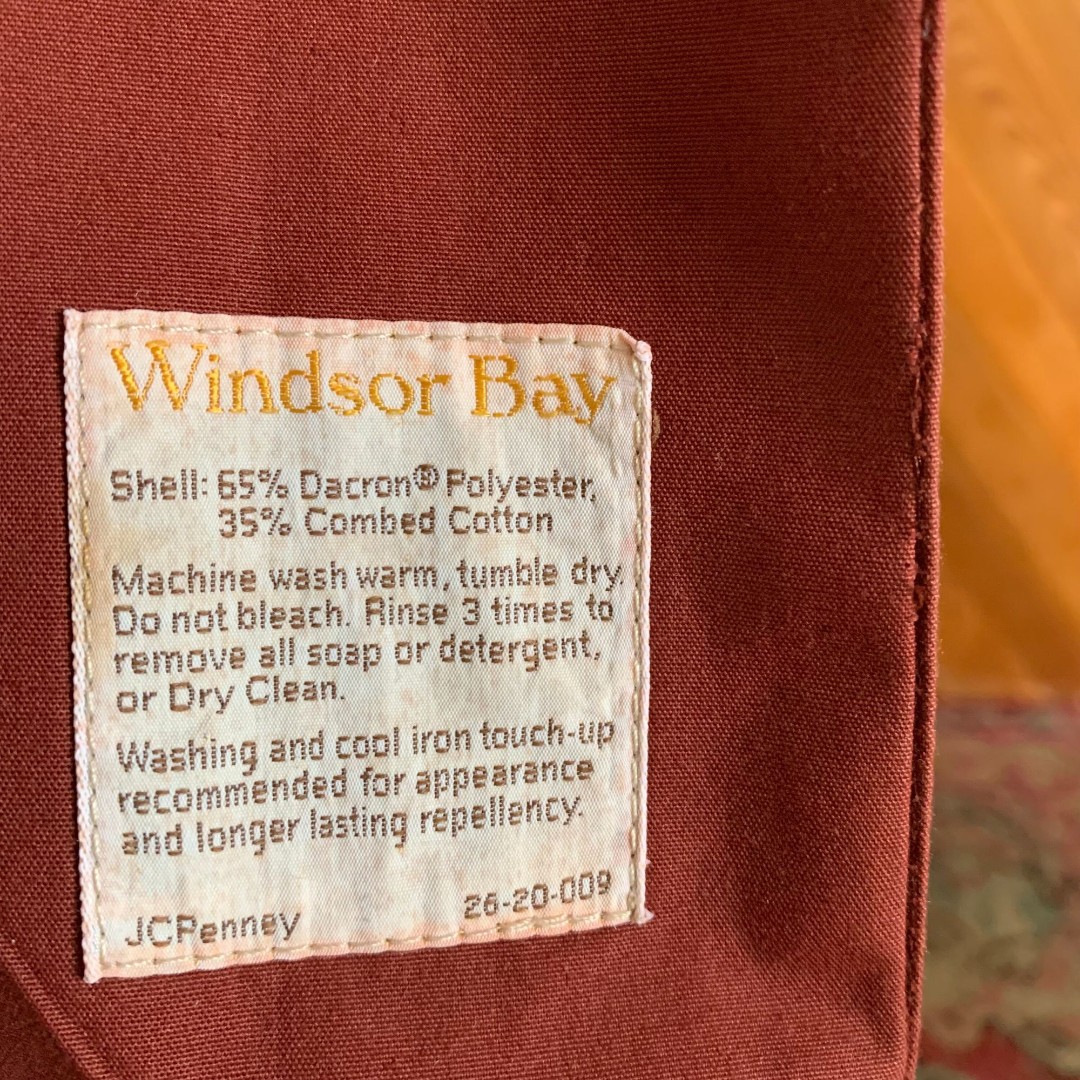 Windsor Bay
Shell: 65% Dacron® Polyester,
35% Combed Cotton
Machine wash warm, tumble dry.
Do not bleach. Rinse 3 times to
remove all soap or detergent,
or Dry Clean.
Washing and cool iron touch-up
recommended for appearance
and longer lasting repellency.
JCPenney 26-20-009